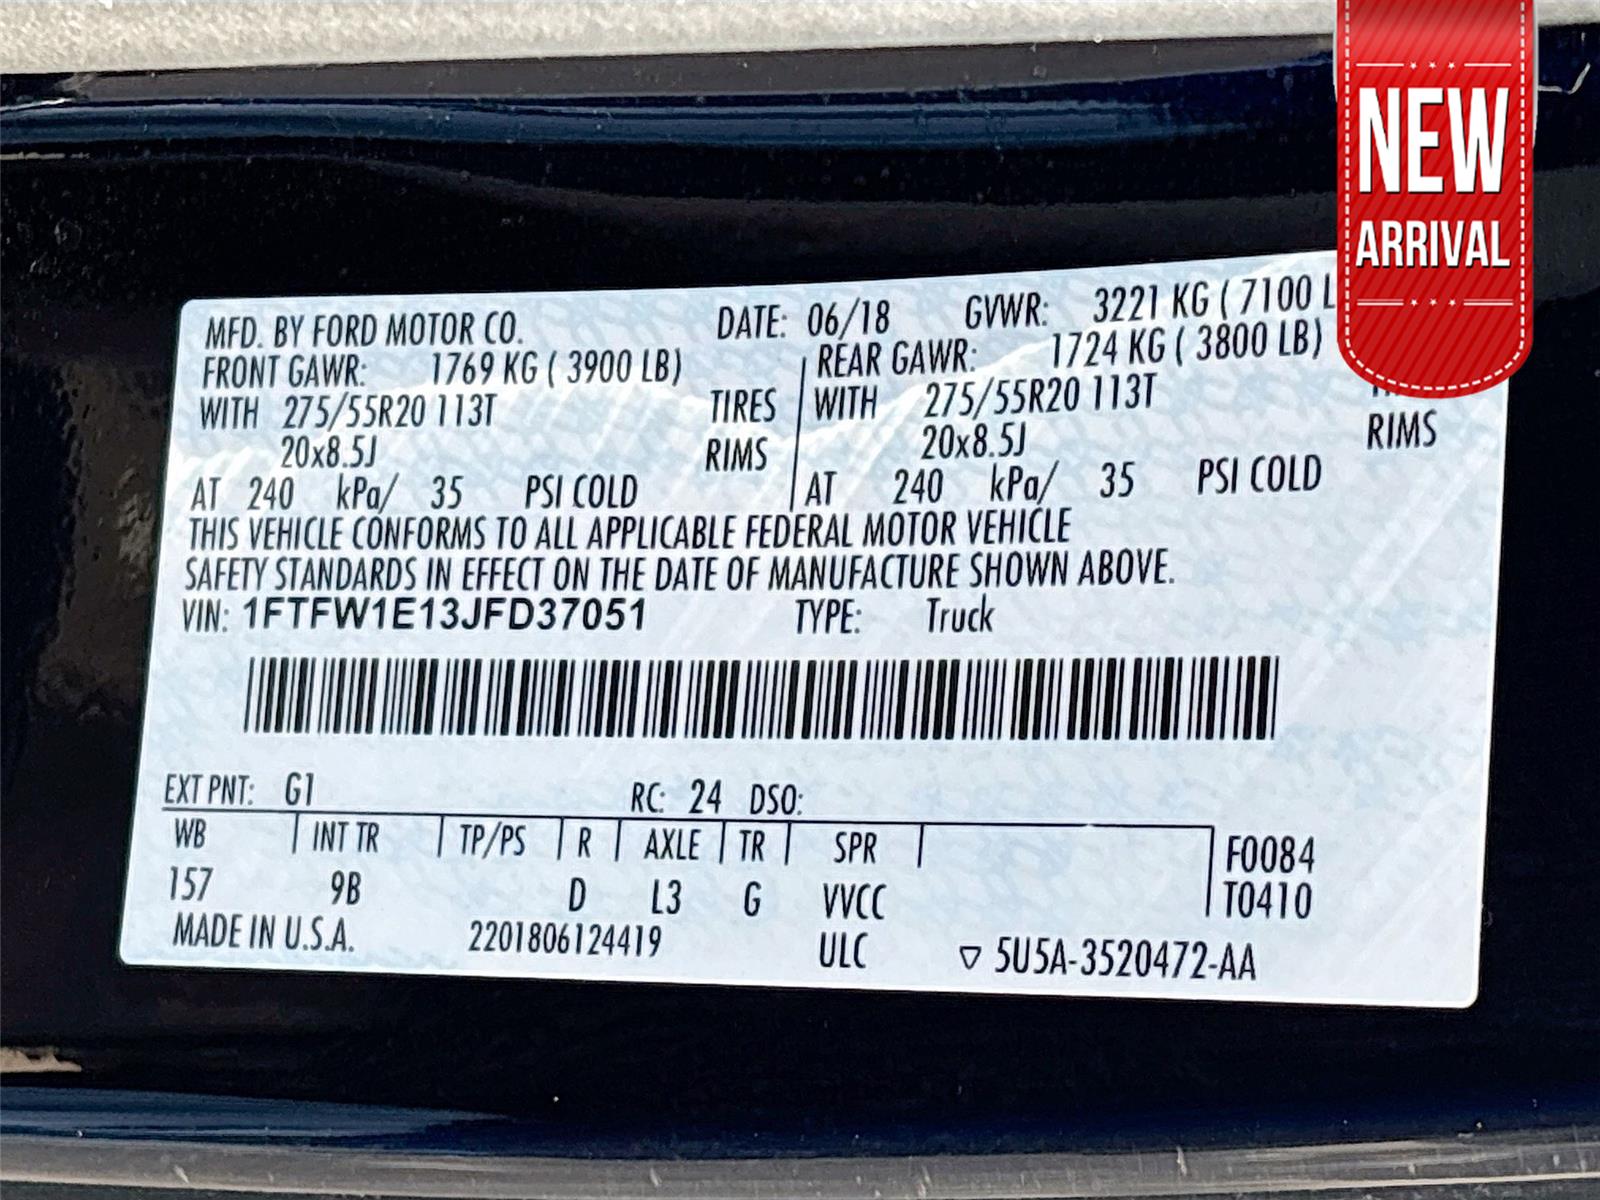 NEW
ARRIVAL
MFD. BY FORD MOTOR CO. DATE: 06/18 GVWR: 3221 KG ( 7100 L
FRONT GAWR: 1769 KG ( 3900 LB) REAR GAWR: 1724 KG ( 3800 LB)
WITH 275/55R20 113T TIRES WITH 275/55R20 113T
20x8.5J RIMS 20x8.5J RIMS
AT 240 kPa/ 35 PSI COLD AT 240 kPa/ 35 PSI COLD
THIS VEHICLE CONFORMS TO ALL APPLICABLE FEDERAL MOTOR VEHICLE
SAFETY STANDARDS IN EFFECT ON THE DATE OF MANUFACTURE SHOWN ABOVE.
VIN: 1FTFW1E13JFD37051 TYPE: Truck
EXT PNT: G1 RC: 24 DSO:
WB INT TR TP/PS R AXLE TR SPR F0084
157 9B D L3 G VVCC T0410
MADE IN U.S.A. 2201806124419 ULC ▽ 5U5A-3520472-AA